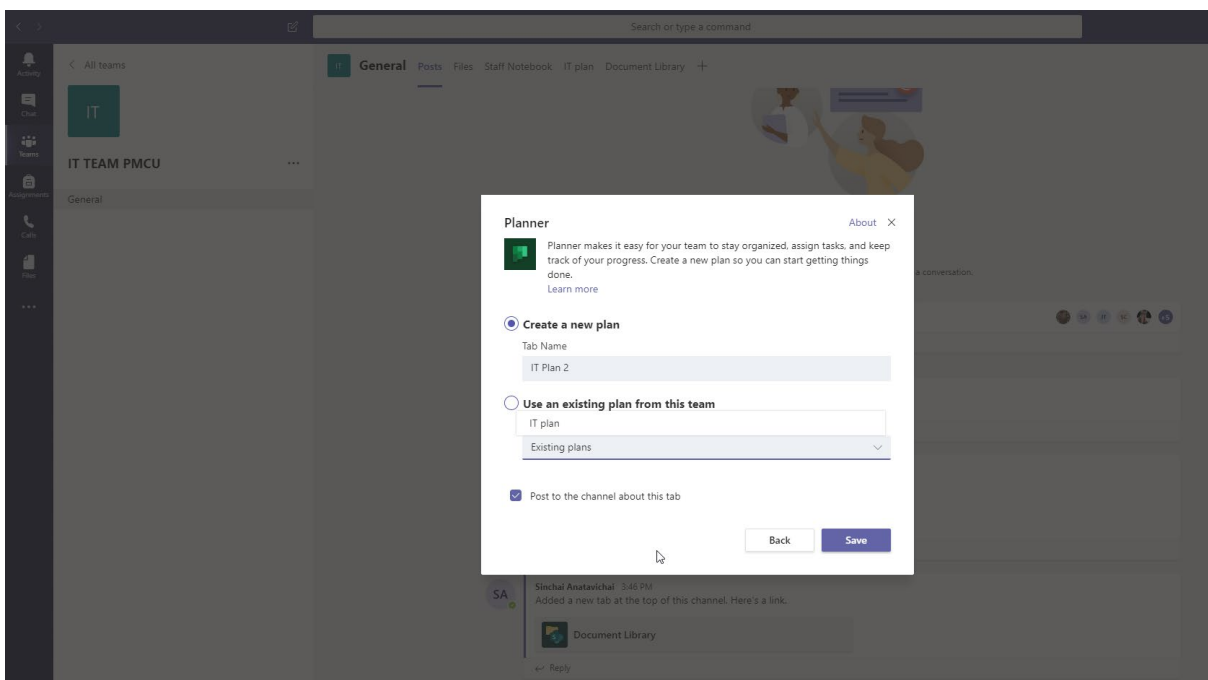 Search or type a command
Activity
Chat
Teams
Assignments
Calls
Files
All teams
IT
IT TEAM PMCU
General
IT
General Posts Files Staff Notebook IT plan Document Library
a conversation.
SA IT SC +5
Planner
About
Planner makes it easy for your team to stay organized, assign tasks, and keep
track of your progress. Create a new plan so you can start getting things
done.
Learn more
Create a new plan
Tab Name
IT Plan 2
Use an existing plan from this team
IT plan
Existing plans
Post to the channel about this tab
Back Save
SA
Sinchai Anatavichai 3:46 PM
Added a new tab at the top of this channel. Here's a link.
Document Library
Reply